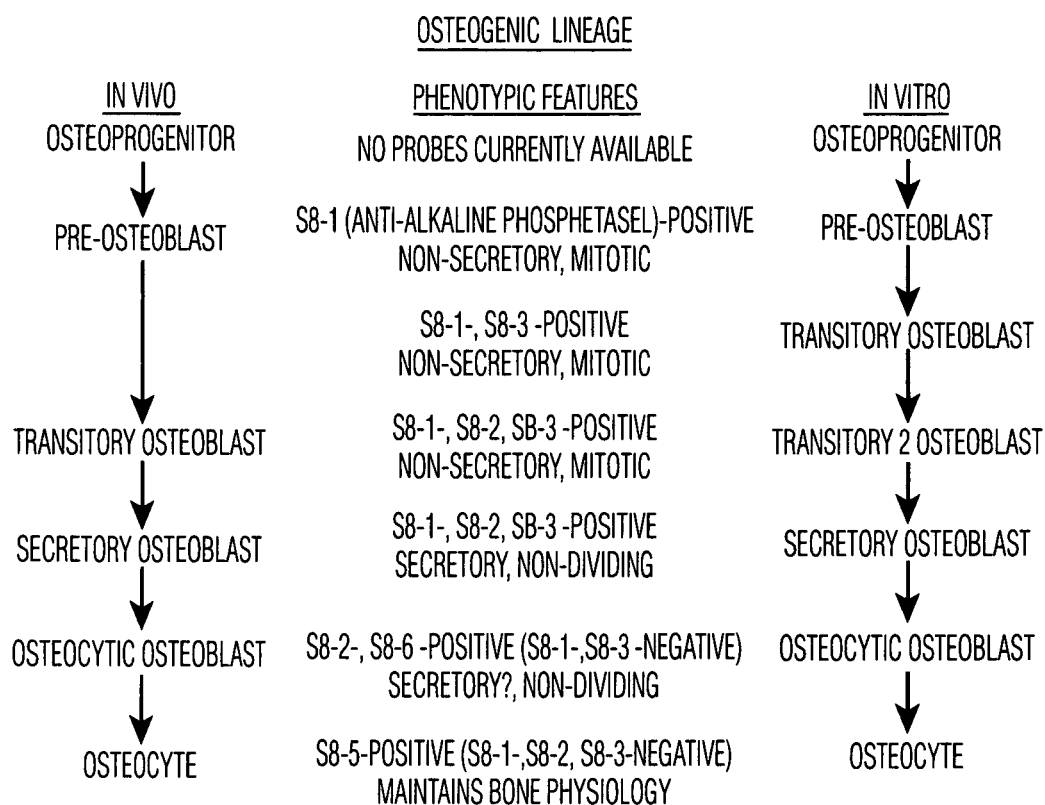 OSTEOGENIC LINEAGE
IN VIVO PHENOTYPIC FEATURES IN VITRO
OSTEOPROGENITOR NO PROBES CURRENTLY AVAILABLE OSTEOPROGENITOR
PRE-OSTEOBLAST S8-1 (ANTI-ALKALINE PHOSPHETASEL)-POSITIVE PRE-OSTEOBLAST
NON-SECRETORY, MITOTIC
S8-1-, S8-3 -POSITIVE TRANSITORY OSTEOBLAST
NON-SECRETORY, MITOTIC
TRANSITORY OSTEOBLAST S8-1-, S8-2, SB-3 -POSITIVE TRANSITORY 2 OSTEOBLAST
NON-SECRETORY, MITOTIC
SECRETORY OSTEOBLAST S8-1-, S8-2, SB-3 -POSITIVE SECRETORY OSTEOBLAST
SECRETORY, NON-DIVIDING
OSTEOCYTIC OSTEOBLAST S8-2-, S8-6 -POSITIVE (S8-1-,S8-3 -NEGATIVE) OSTEOCYTIC OSTEOBLAST
SECRETORY?, NON-DIVIDING
OSTEOCYTE S8-5-POSITIVE (S8-1-,S8-2, S8-3-NEGATIVE) OSTEOCYTE
MAINTAINS BONE PHYSIOLOGY